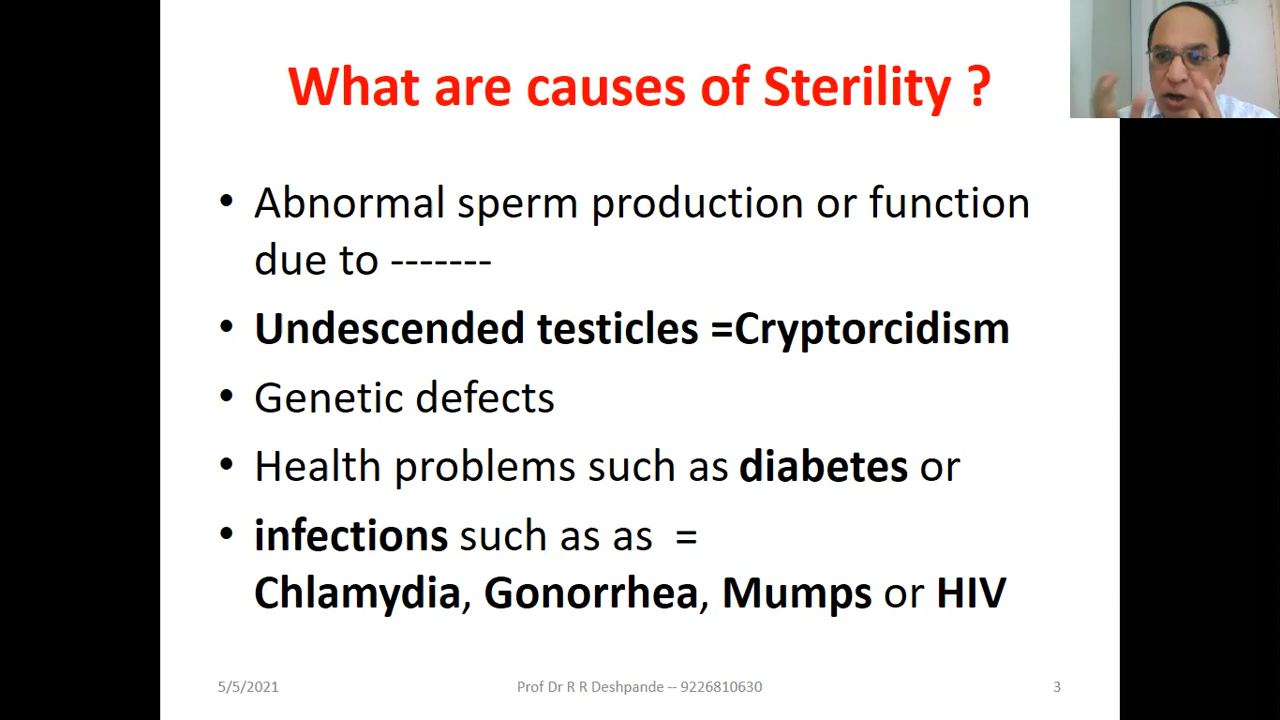 What are causes of Sterility ?
• Abnormal sperm production or function
due to -------
• Undescended testicles =Cryptorcidism
• Genetic defects
• Health problems such as diabetes or
• infections such as as =
Chlamydia, Gonorrhea, Mumps or HIV
5/5/2021 Prof Dr R R Deshpande -- 9226810630 3